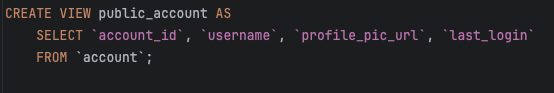 CREATE VIEW public_account AS
    SELECT `account_id`, `username`, `profile_pic_url`, `last_login`
    FROM `account`;